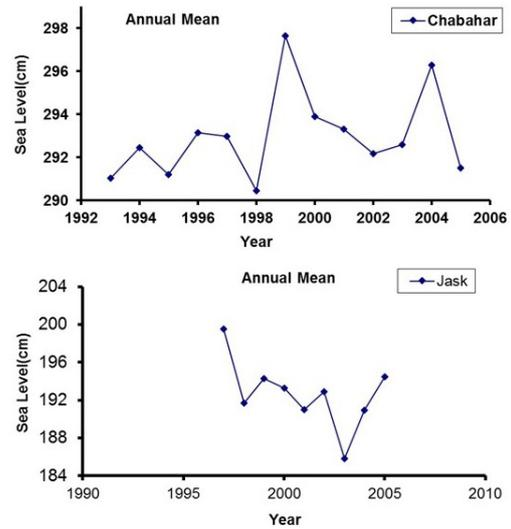 Annual Mean
Chabahar
298
296
294
292
290
Sea Level(cm)
1992 1994 1996 1998 2000 2002 2004 2006
Year
Annual Mean
Jask
204
200
196
192
188
184
Sea Level(cm)
1990 1995 2000 2005 2010
Year